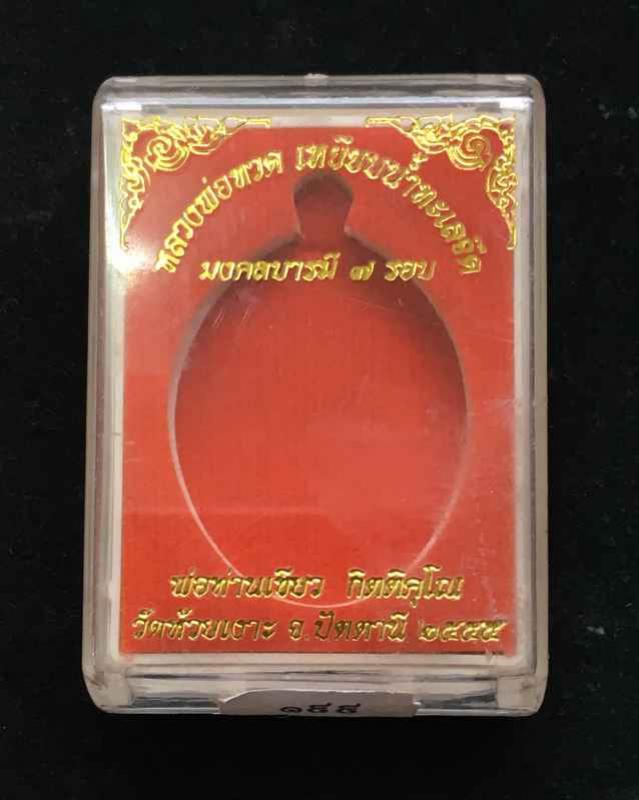 หลวงพ่อทวด เหยียบน้ำทะเลจืด
มงคลบารมี ๗ รอบ
พ่อท่านเขียว กิตติคุโณ
วัดห้วยเงาะ จ.ปัตตานี ๒๕๕๕